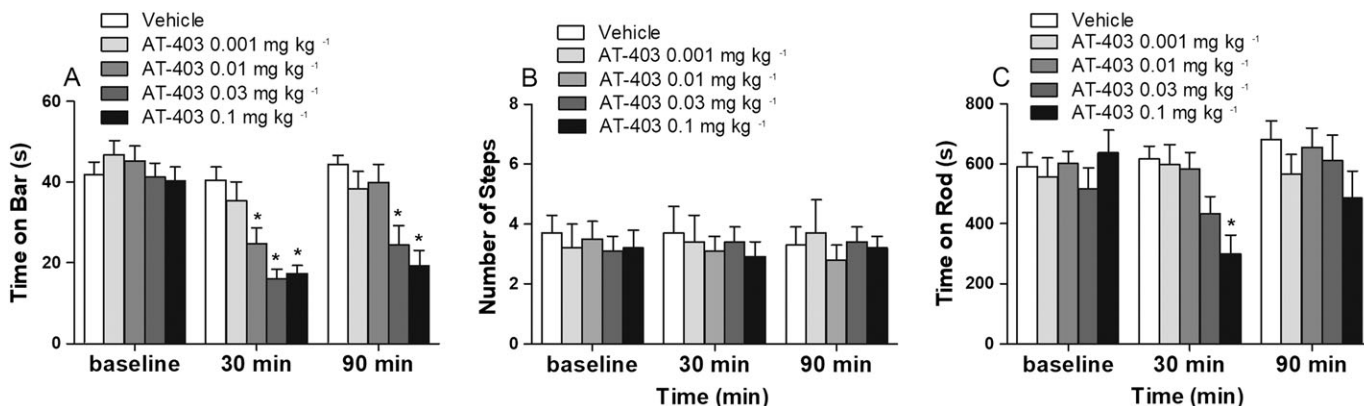 A
Vehicle
AT-403 0.001 mg kg -1
AT-403 0.01 mg kg -1
AT-403 0.03 mg kg -1
AT-403 0.1 mg kg -1
Time on Bar (s)
60
40
20
0
* * * * *
baseline 30 min 90 min
B
Vehicle
AT-403 0.001 mg kg -1
AT-403 0.01 mg kg -1
AT-403 0.03 mg kg -1
AT-403 0.1 mg kg -1
Number of Steps
8
6
4
2
0
baseline 30 min 90 min
Time (min)
C
Vehicle
AT-403 0.001 mg kg -1
AT-403 0.01 mg kg -1
AT-403 0.03 mg kg -1
AT-403 0.1 mg kg -1
Time on Rod (s)
800
600
400
200
0
*
baseline 30 min 90 min
Time (min)